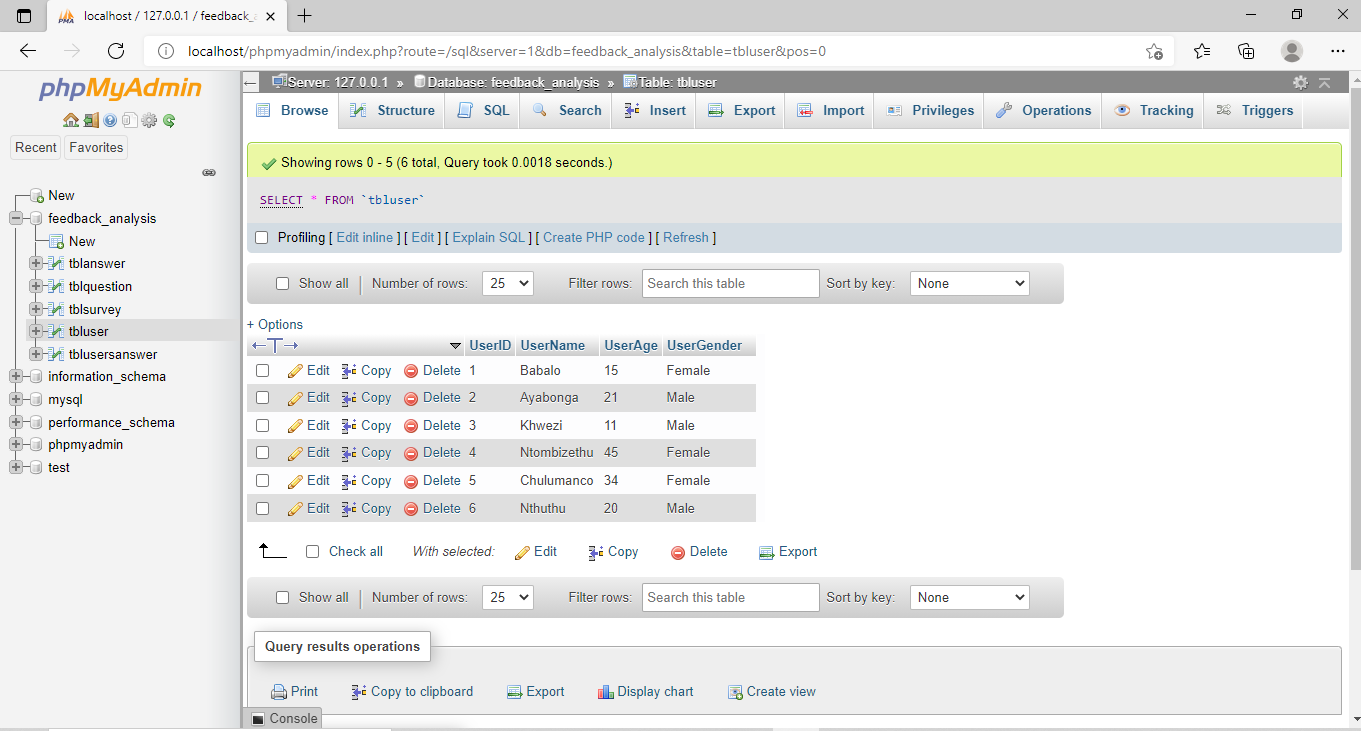 localhost / 127.0.0.1 / feedback_
localhost/phpmyadmin/index.php?route=/sql&server=1&db=feedback_analysis&table=tbluser&pos=0
phpMyAdmin
Recent Favorites
New
feedback_analysis
New
tblanswer
tblquestion
tblsurvey
tbluser
tblusersanswer
information_schema
mysql
performance_schema
phpmyadmin
test
Server: 127.0.0.1 » Database: feedback_analysis » Table: tbluser
Browse Structure SQL Search Insert Export Import Privileges Operations Tracking Triggers
Showing rows 0 - 5 (6 total, Query took 0.0018 seconds.)
SELECT * FROM `tbluser`
Profiling [ Edit inline ] [ Edit ] [ Explain SQL ] [ Create PHP code ] [ Refresh ]
Show all | Number of rows: 25 Filter rows: Search this table Sort by key: None
+ Options
←T→ UserID UserName UserAge UserGender
Edit Copy Delete 1 Babalo 15 Female
Edit Copy Delete 2 Ayabonga 21 Male
Edit Copy Delete 3 Khwezi 11 Male
Edit Copy Delete 4 Ntombizethu 45 Female
Edit Copy Delete 5 Chulumanco 34 Female
Edit Copy Delete 6 Nthuthu 20 Male
Check all With selected: Edit Copy Delete Export
Show all | Number of rows: 25 Filter rows: Search this table Sort by key: None
Query results operations
Print Copy to clipboard Export Display chart Create view
Console